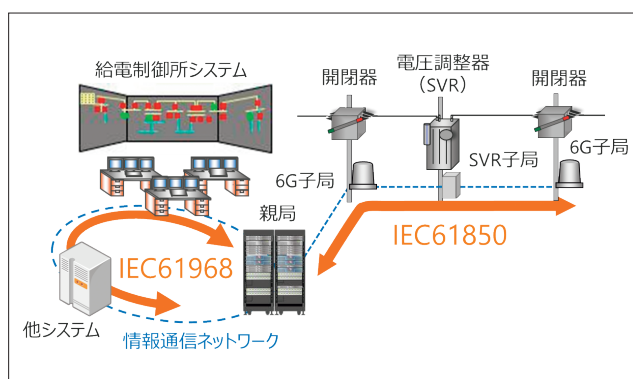 給電制御所システム
開閉器
電圧調整器
（SVR）
開閉器
6G子局
SVR子局
6G子局
親局
IEC61968
IEC61850
他システム
情報通信ネットワーク